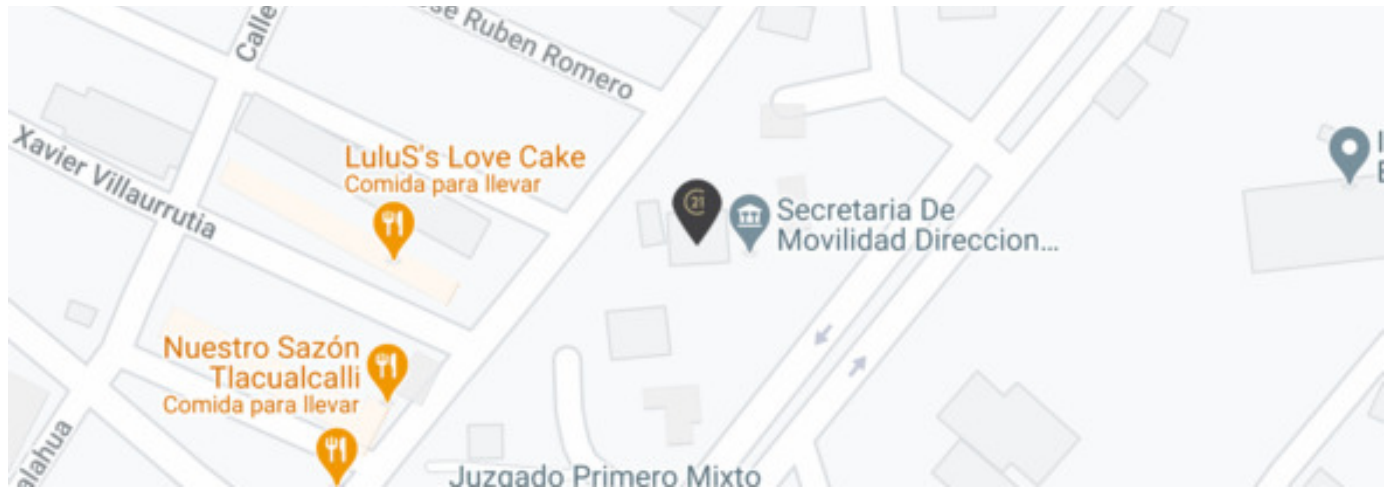 Ruben Romero
Calle
Xavier Villaurrutia
LuluS's Love Cake
Comida para llevar
21
Secretaria De
Movilidad Direccion...
Nuestro Sazón
Tlacualcalli
Comida para llevar
Juzgado Primero Mixto